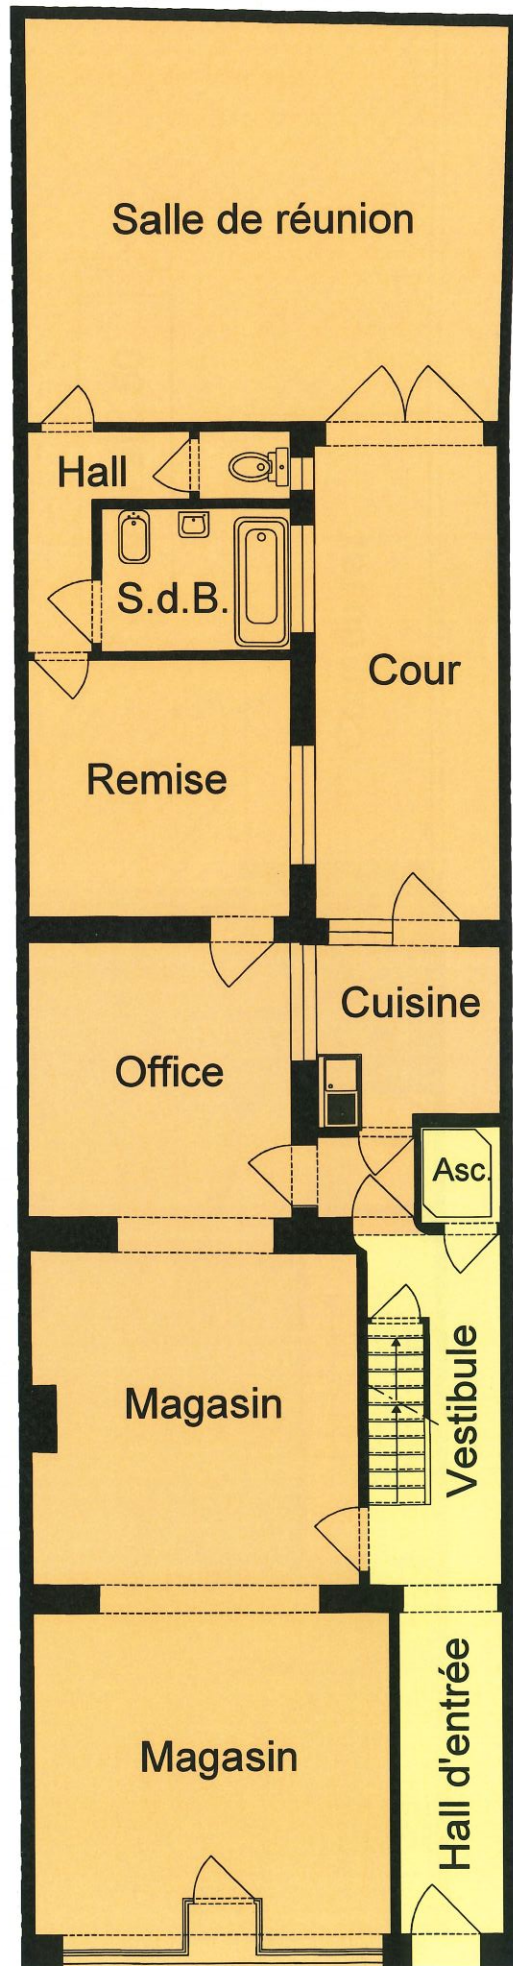 Salle de réunion
Hall
S.d.B.
Cour
Remise
Cuisine
Office
Asc.
Magasin
Vestibule
Magasin
Hall d'entrée